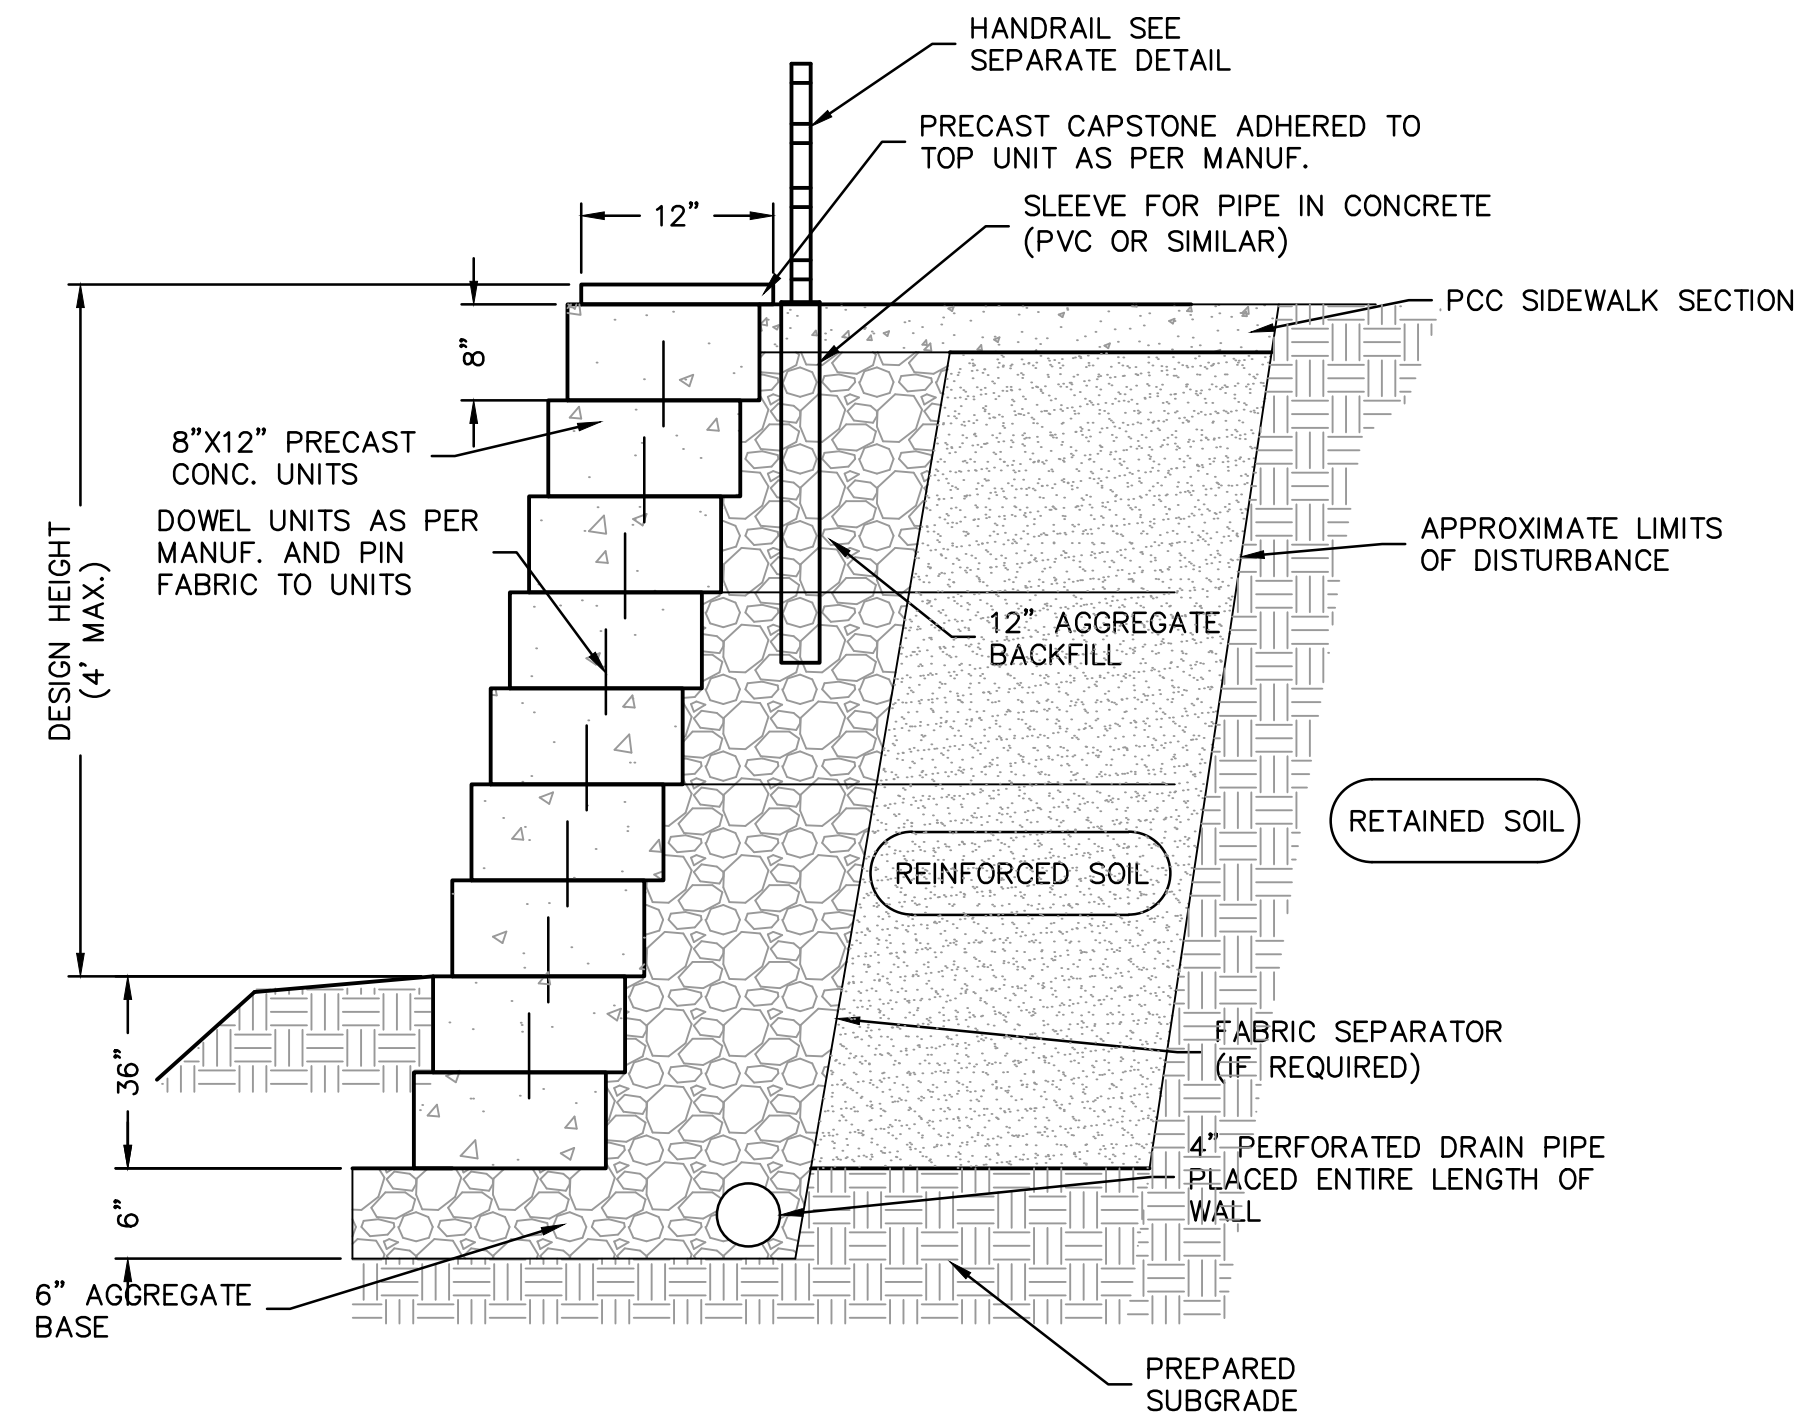 HANDRAIL SEE
SEPARATE DETAIL
PRECAST CAPSTONE ADHERED TO
TOP UNIT AS PER MANUF.
SLEEVE FOR PIPE IN CONCRETE
(PVC OR SIMILAR)
12"
PCC SIDEWALK SECTION
8"
8"X12" PRECAST
CONC. UNITS
DOWEL UNITS AS PER
MANUF. AND PIN
FABRIC TO UNITS
APPROXIMATE LIMITS
OF DISTURBANCE
DESIGN HEIGHT
(4' MAX.)
12" AGGREGATE
BACKFILL
RETAINED SOIL
REINFORCED SOIL
FABRIC SEPARATOR
(IF REQUIRED)
36"
4" PERFORATED DRAIN PIPE
PLACED ENTIRE LENGTH OF
WALL
6"
6" AGGREGATE
BASE
PREPARED
SUBGRADE